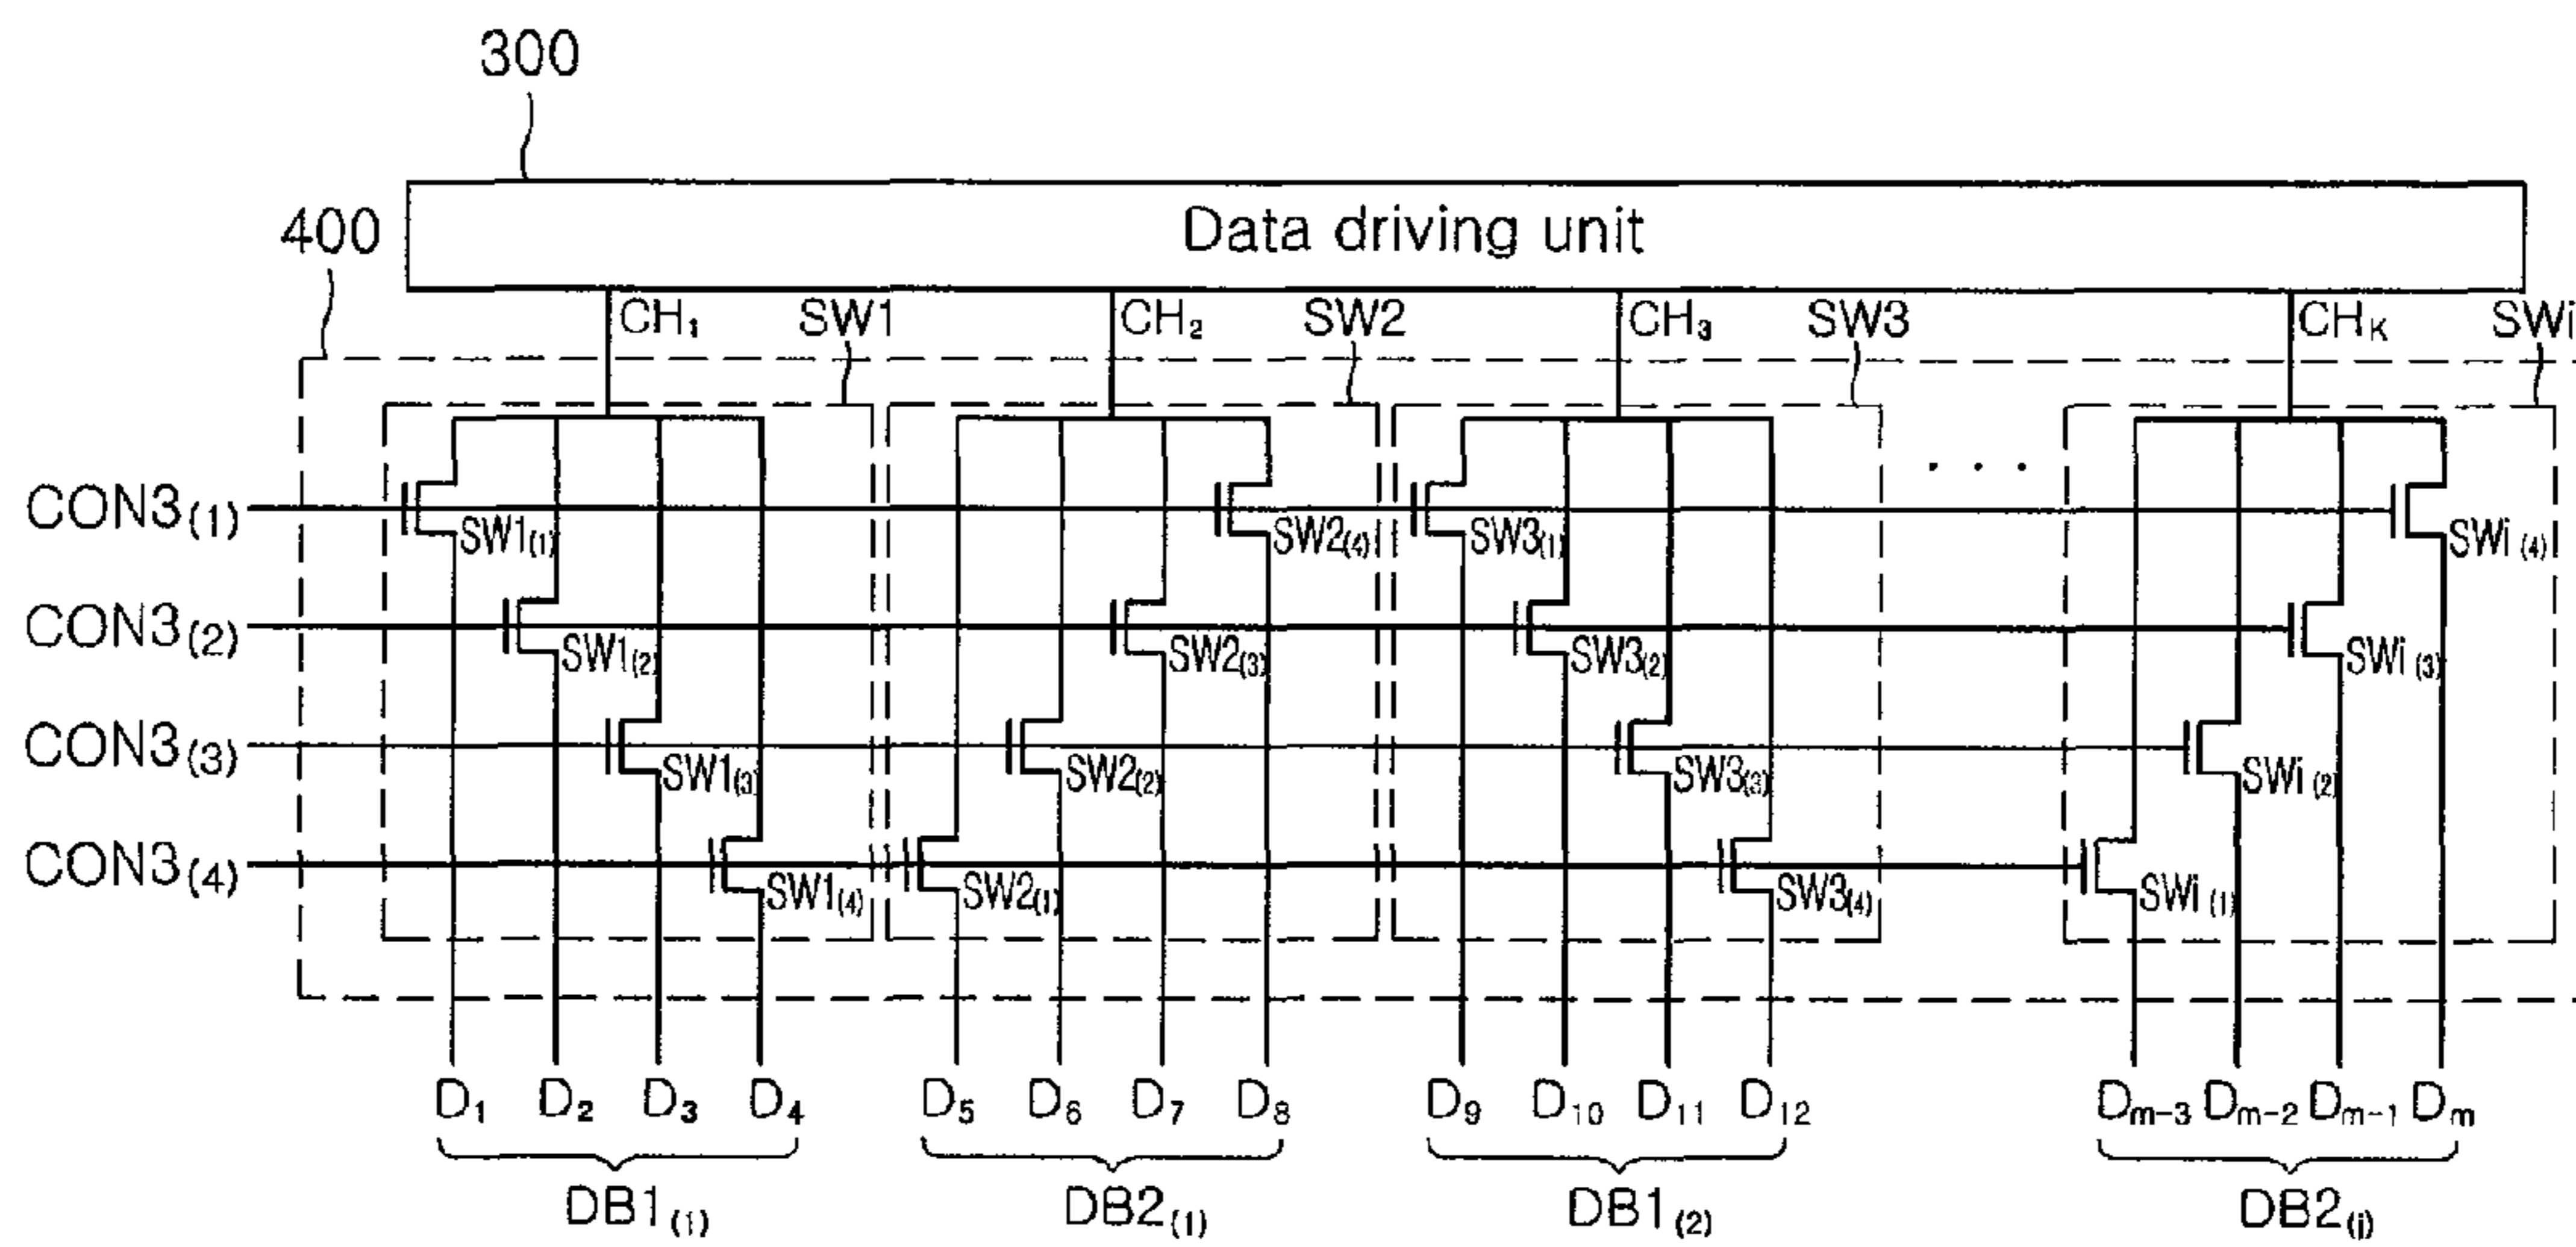 300
400
Data driving unit
CH₁ SW1 CH₂ SW2 CH₃ SW3 CHₖ SWi
. . .
CON3(1) SW1(1) SW2(4) SW3(1) SWi(4)
CON3(2) SW1(2) SW2(3) SW3(2) SWi(3)
CON3(3) SW1(3) SW2(2) SW3(3) SWi(2)
CON3(4) SW1(4) SW2(1) SW3(4) SWi(1)
D₁ D₂ D₃ D₄ D₅ D₆ D₇ D₈ D₉ D₁₀ D₁₁ D₁₂ Dm-3 Dm-2 Dm-1 Dm
DB1(1) DB2(1) DB1(2) DB2(j)